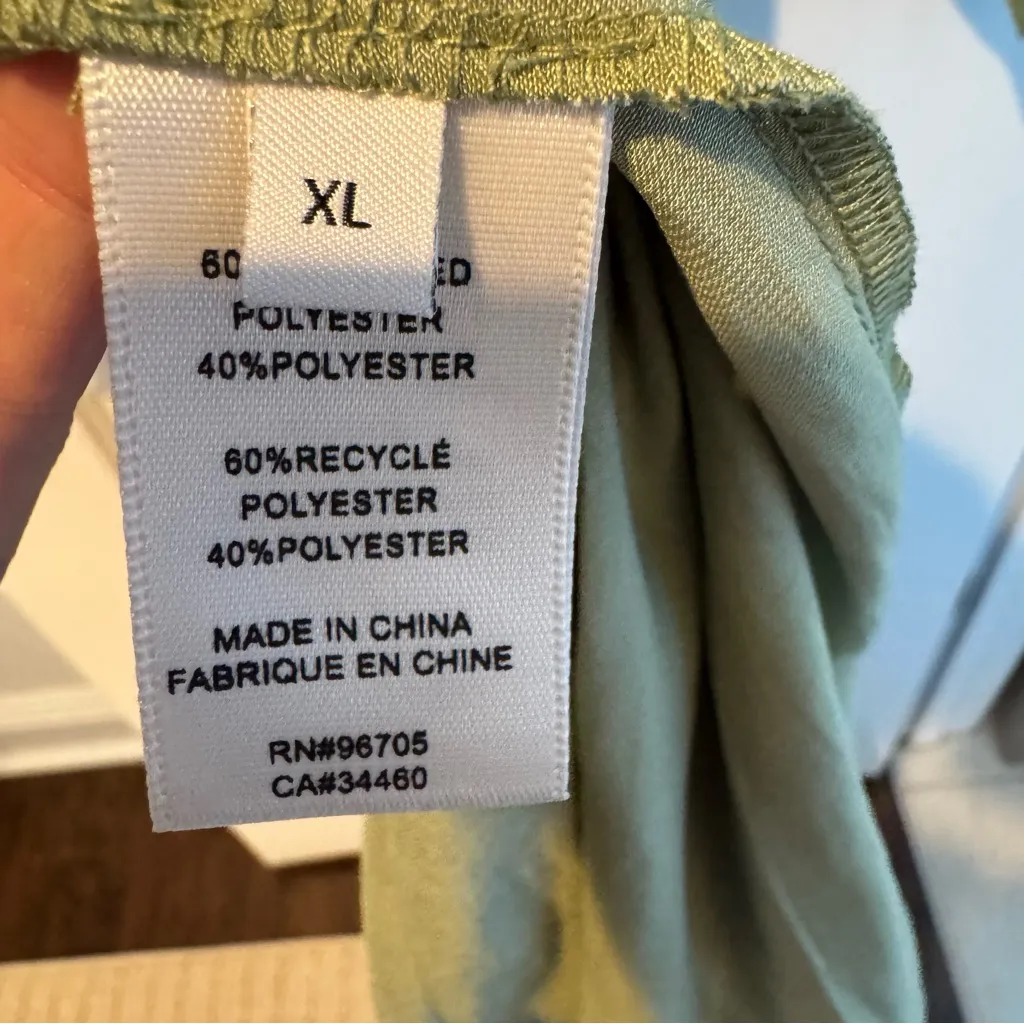 XL
60
ED
POLYESTER
40%POLYESTER
60%RECYCLÉ
POLYESTER
40%POLYESTER
MADE IN CHINA
FABRIQUE EN CHINE
RN#96705
CA#34460